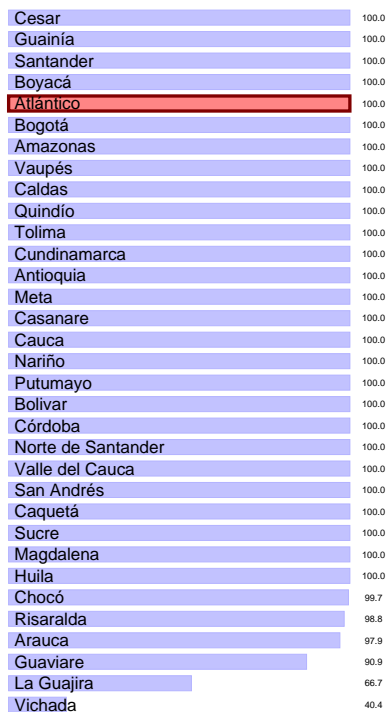 Cesar 100.0
Guainía 100.0
Santander 100.0
Boyacá 100.0
Atlántico 100.0
Bogotá 100.0
Amazonas 100.0
Vaupés 100.0
Caldas 100.0
Quindío 100.0
Tolima 100.0
Cundinamarca 100.0
Antioquia 100.0
Meta 100.0
Casanare 100.0
Cauca 100.0
Nariño 100.0
Putumayo 100.0
Bolivar 100.0
Córdoba 100.0
Norte de Santander 100.0
Valle del Cauca 100.0
San Andrés 100.0
Caquetá 100.0
Sucre 100.0
Magdalena 100.0
Huila 100.0
Chocó 99.7
Risaralda 98.8
Arauca 97.9
Guaviare 90.9
La Guajira 66.7
Vichada 40.4